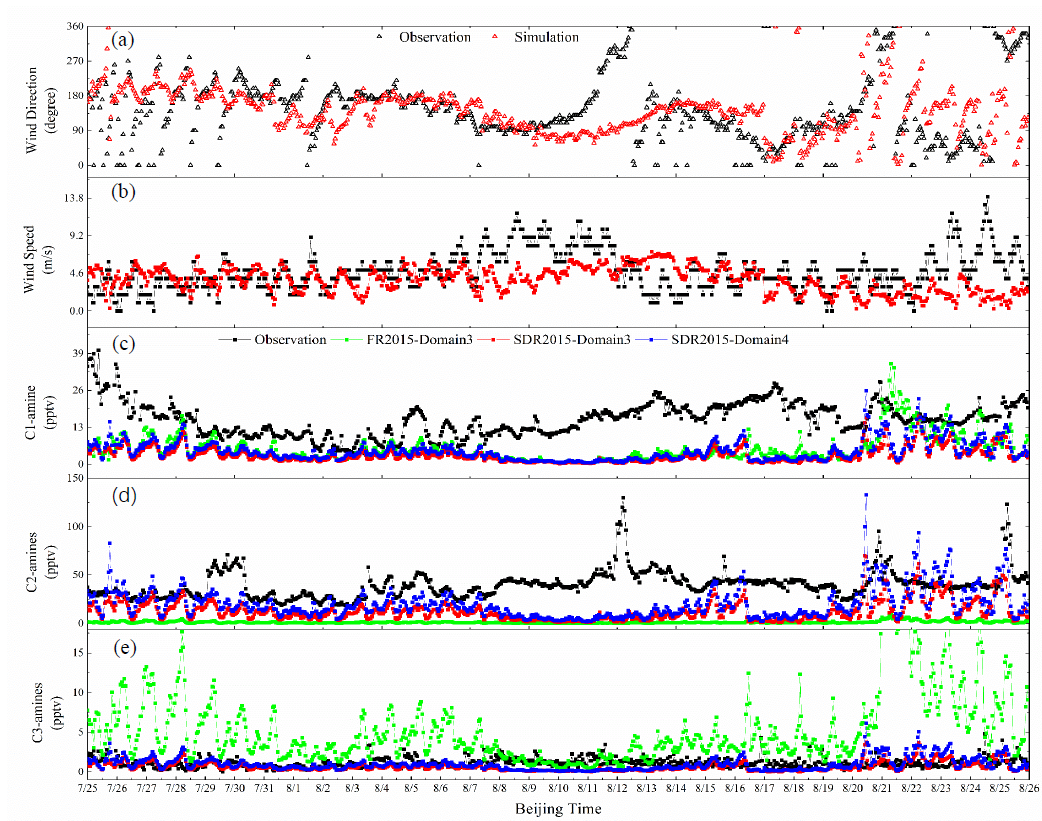 (a)
Observation Simulation
Wind Direction
(degree)
360
270
180
90
0
(b)
Wind Speed
(m/s)
13.8
9.2
4.6
0.0
(c)
Observation FR2015-Domain3 SDR2015-Domain3 SDR2015-Domain4
C1-amine
(pptv)
39
26
13
0
(d)
C2-amines
(pptv)
150
100
50
0
(e)
C3-amines
(pptv)
15
10
5
0
7/25 7/26 7/27 7/28 7/29 7/30 7/31 8/1 8/2 8/3 8/4 8/5 8/6 8/7 8/8 8/9 8/10 8/11 8/12 8/13 8/14 8/15 8/16 8/17 8/18 8/19 8/20 8/21 8/22 8/23 8/24 8/25 8/26
Beijing Time